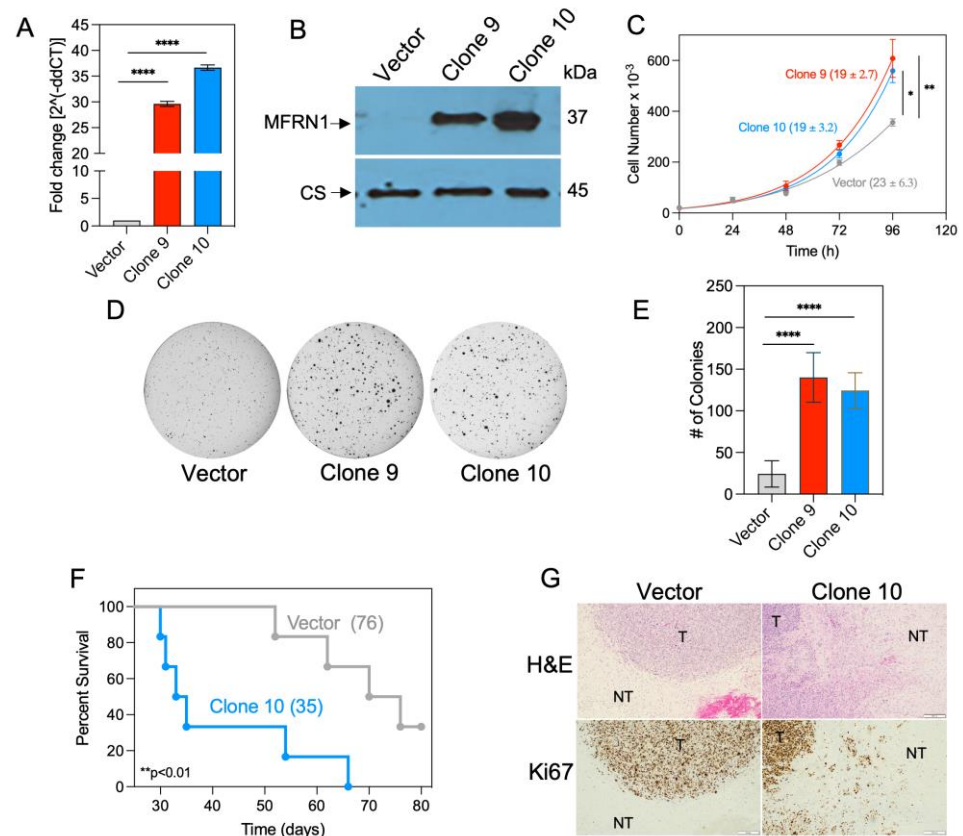 A
Fold change [2^(-ddCT)]
45
40
35
30
25
20
15
10
5
0
****
****
Vector
Clone 9
Clone 10
B
Vector
Clone 9
Clone 10
kDa
MFRN1
37
CS
45
C
Cell Number x 10⁻³
600
400
200
0
Clone 9 (19 ± 2.7)
Clone 10 (19 ± 3.2)
Vector (23 ± 6.3)
*
**
0 24 48 72 96 120
Time (h)
D
Vector
Clone 9
Clone 10
E
# of Colonies
250
200
150
100
50
0
****
****
Vector
Clone 9
Clone 10
F
Percent Survival
100
80
60
40
20
0
Vector (76)
Clone 10 (35)
**p<0.01
30 40 50 60 70 80
Time (days)
G
Vector
Clone 10
H&E
T
NT
T
NT
Ki67
T
NT
T
NT